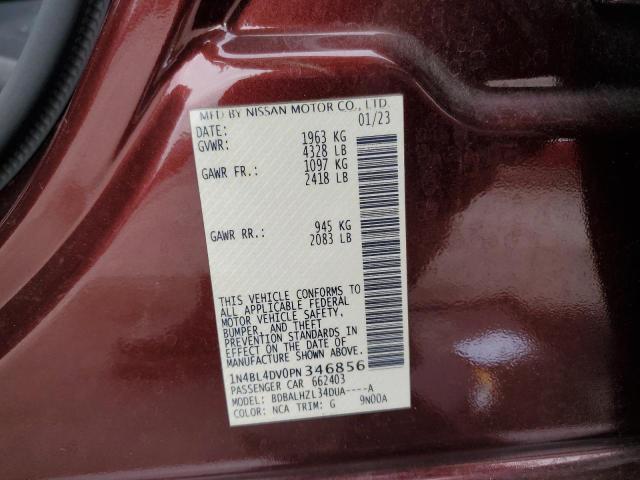 MFD BY NISSAN MOTOR CO., LTD.
DATE: 01/23
GVWR: 1963 KG
4328 LB
GAWR FR.: 1097 KG
2418 LB
GAWR RR.: 945 KG
2083 LB
THIS VEHICLE CONFORMS TO
ALL APPLICABLE FEDERAL
MOTOR VEHICLE SAFETY,
BUMPER, AND THEFT
PREVENTION STANDARDS IN
EFFECT ON THE DATE OF
MANUFACTURE SHOWN ABOVE.
1N4BL4DV0PN346856
PASSENGER CAR 662403
MODEL: BDBALHZL34DUA----A
COLOR: NCA TRIM: G 9N00A